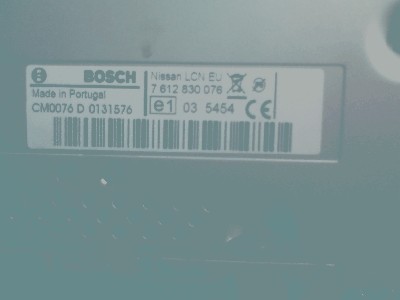 BOSCH
Made in Portugal
CM0076 D 0131576
Nissan LCN EU
7 612 830 076
e1 03 5454 CE